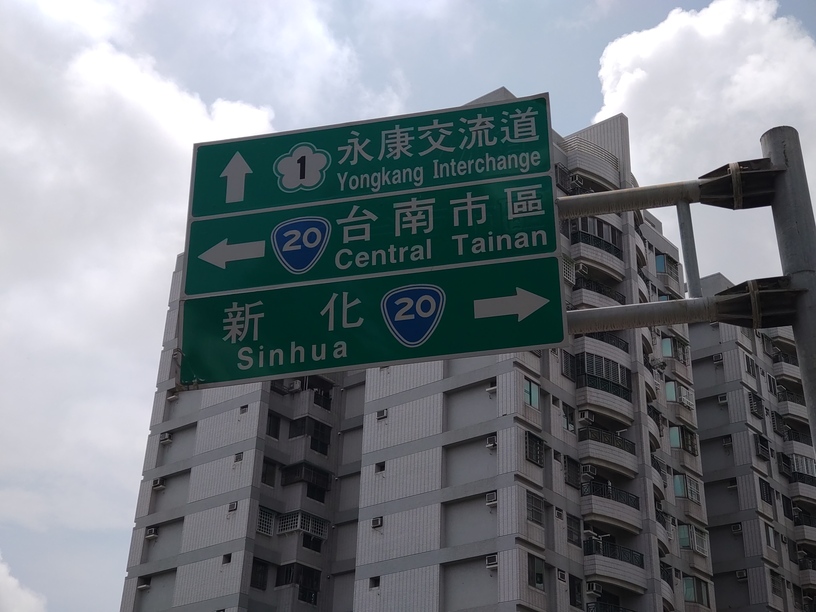 1 永康交流道
Yongkang Interchange
20 台南市區
Central Tainan
新化 20
Sinhua